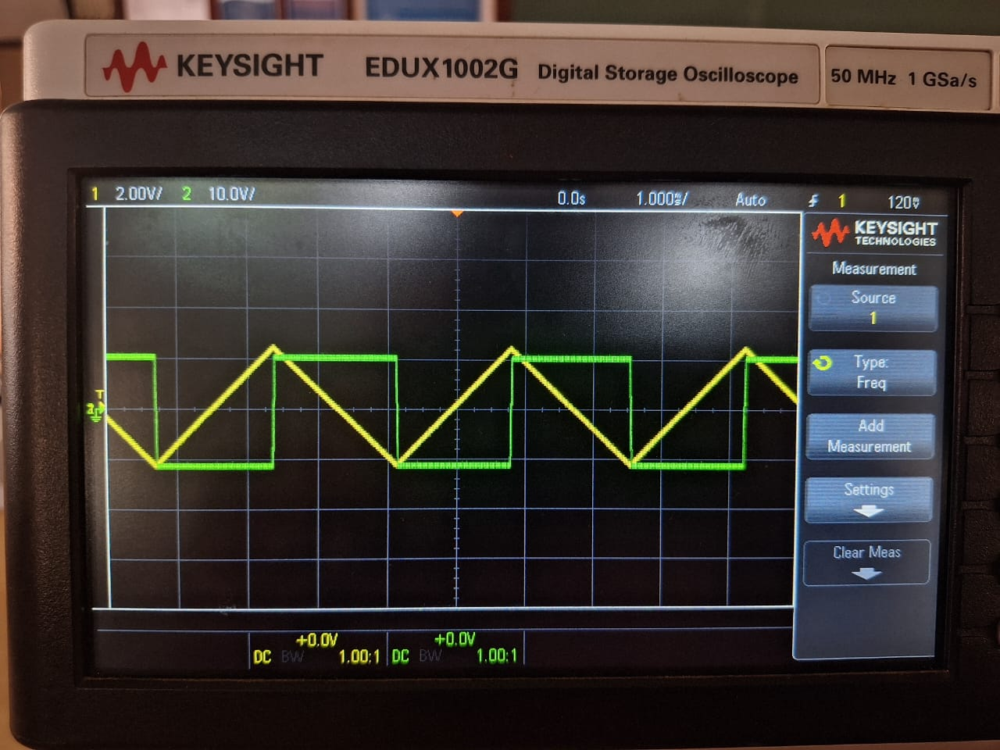 KEYSIGHT EDUX1002G Digital Storage Oscilloscope 50 MHz 1 GSa/s
1 2.00V/ 2 10.0V/ 0.0s 1.000ms/ Auto 1 120mV
KEYSIGHT
TECHNOLOGIES
Measurement
Source
1
Type:
Freq
Add
Measurement
Settings
Clear Meas
T
+0.0V +0.0V
DC BW 1.00:1 DC BW 1.00:1